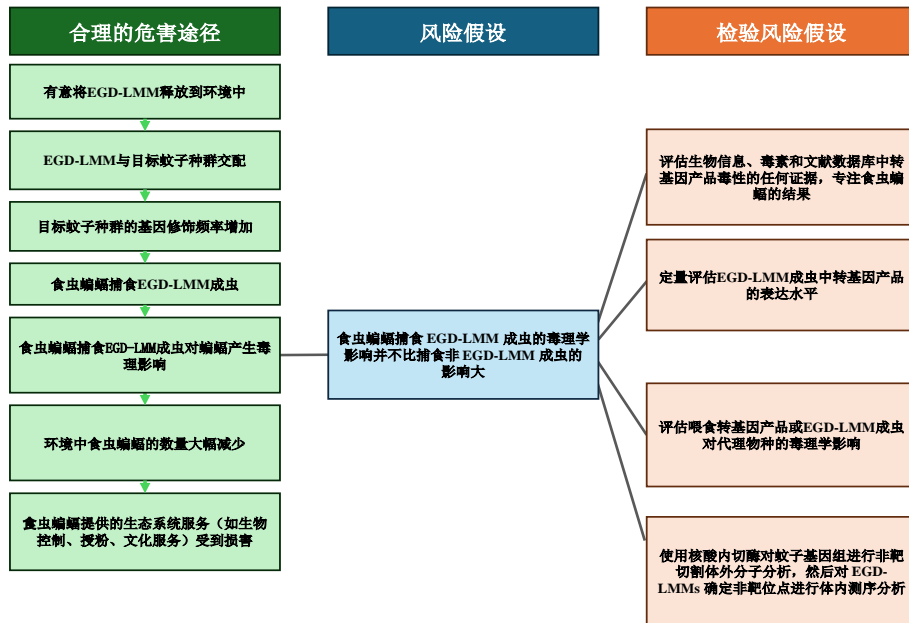 合理的危害途径
有意将EGD-LMM释放到环境中
EGD-LMM与目标蚊子种群交配
目标蚊子种群的基因修饰频率增加
食虫蝙蝠捕食EGD-LMM成虫
食虫蝙蝠捕食EGD-LMM成虫对蝙蝠产生毒
理影响
环境中食虫蝙蝠的数量大幅减少
食虫蝙蝠提供的生态系统服务（如生物
控制、授粉、文化服务）受到损害
风险假设
食虫蝙蝠捕食 EGD-LMM 成虫的毒理学
影响并不比捕食非 EGD-LMM 成虫的
影响大
检验风险假设
评估生物信息、毒素和文献数据库中转
基因产品毒性的任何证据，专注食虫蝙
蝠的结果
定量评估EGD-LMM成虫中转基因产品
的表达水平
评估喂食转基因产品或EGD-LMM成虫
对代理物种的毒理学影响
使用核酸内切酶对蚊子基因组进行非靶
切割体外分子分析，然后对 EGD-
LMMs 确定非靶位点进行体内测序分析